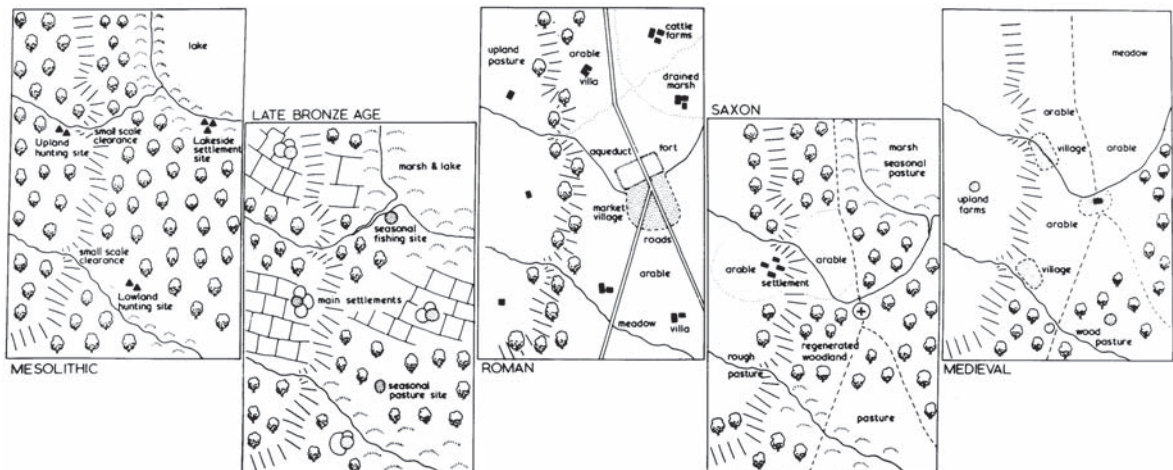 lake
small scale
clearance
Upland
hunting site
Lakeside
settlement
site
small scale
clearance
Lowland
hunting site
MESOLITHIC
LATE BRONZE AGE
marsh & lake
seasonal
fishing site
main settlements
seasonal
pasture site
upland
pasture
arable
villa
cattle
farms
drained
marsh
aqueduct
fort
market
village
roads
arable
meadow
villa
ROMAN
SAXON
marsh
seasonal
pasture
arable
arable
settlement
regenerated
woodland
rough
pasture
pasture
meadow
arable
village
arable
upland
farms
arable
village
wood
pasture
MEDIEVAL